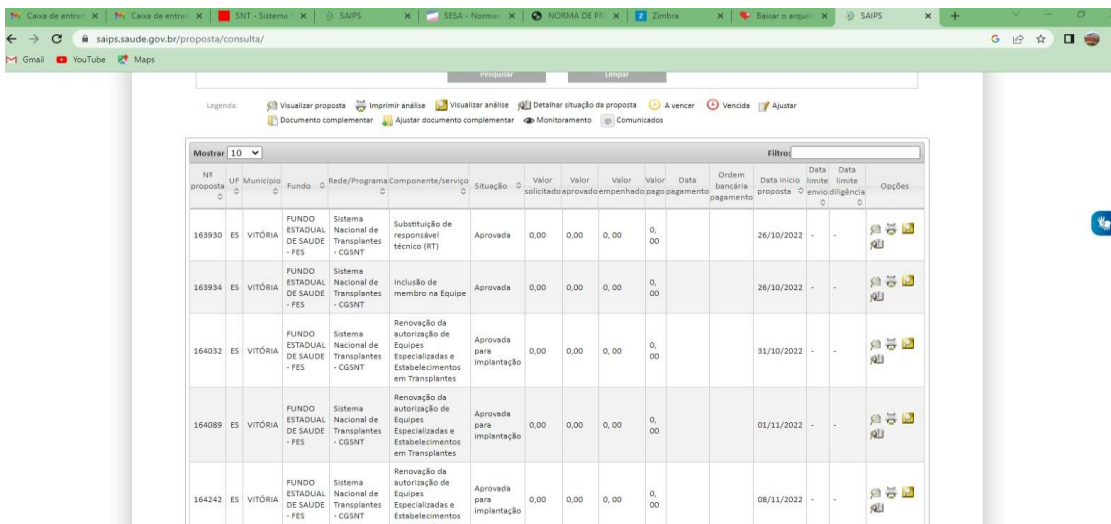 Caixa de entrad
Caixa de entrad
SNT - Sistema
SAIPS
SESA - Normas
NORMA DE PR
Zimbra
Baixar o arquiv
SAIPS
saips.saude.gov.br/proposta/consulta/
Gmail YouTube Maps
Pesquisar Limpar
Legenda: Visualizar proposta Imprimir análise Visualizar análise Detalhar situação da proposta A vencer Vencida Ajustar
Documento complementar Ajustar documento complementar Monitoramento Comunicados
Mostrar 10 Filtro:
Nº proposta
UF
Município
Fundo
Rede/Programa
Componente/serviço
Situação
Valor solicitado
Valor aprovado
Valor empenhado
Valor pago
Data pagamento
Ordem bancária pagamento
Data início proposta
Data limite envio
Data limite diligência
Opções
163930 ES VITÓRIA
FUNDO ESTADUAL DE SAUDE - FES
Sistema Nacional de Transplantes - CGSNT
Substituição de responsável técnico (RT)
Aprovada 0,00 0,00 0, 00 0, 00 26/10/2022 - -
163934 ES VITÓRIA
FUNDO ESTADUAL DE SAUDE - FES
Sistema Nacional de Transplantes - CGSNT
Inclusão de membro na Equipe
Aprovada 0,00 0,00 0, 00 0, 00 26/10/2022 - -
164032 ES VITÓRIA
FUNDO ESTADUAL DE SAUDE - FES
Sistema Nacional de Transplantes - CGSNT
Renovação da autorização de Equipes Especializadas e Estabelecimentos em Transplantes
Aprovada para implantação 0,00 0,00 0, 00 0, 00 31/10/2022 - -
164089 ES VITÓRIA
FUNDO ESTADUAL DE SAUDE - FES
Sistema Nacional de Transplantes - CGSNT
Renovação da autorização de Equipes Especializadas e Estabelecimentos em Transplantes
Aprovada para implantação 0,00 0,00 0, 00 0, 00 01/11/2022 - -
164242 ES VITÓRIA
FUNDO ESTADUAL DE SAUDE - FES
Sistema Nacional de Transplantes - CGSNT
Renovação da autorização de Equipes Especializadas e Estabelecimentos
Aprovada para implantação 0,00 0,00 0, 00 0, 00 08/11/2022 - -